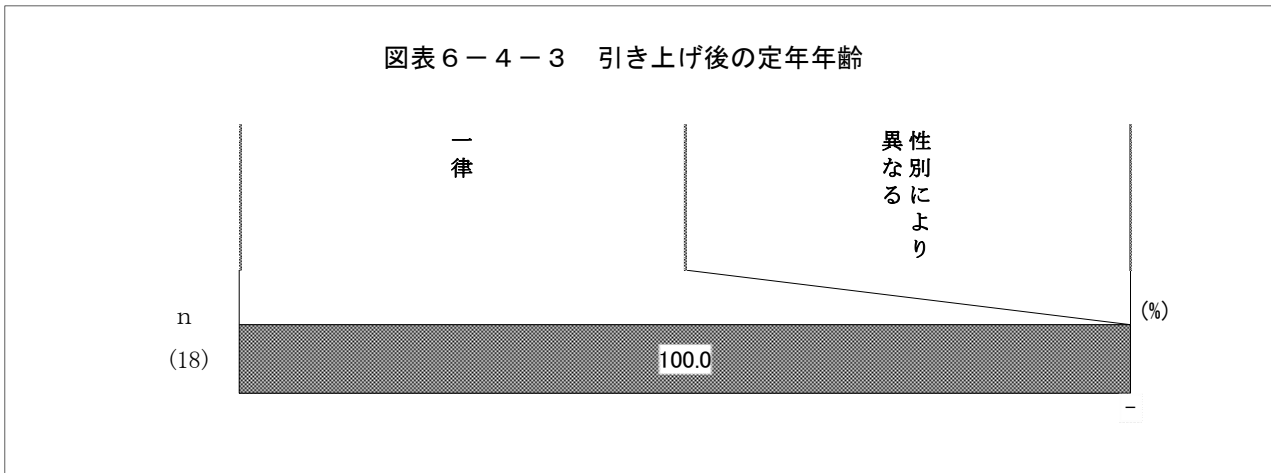 図表6－4－3　引き上げ後の定年年齢
一律
性別により
異なる
(%)
n
(18)
100.0
－